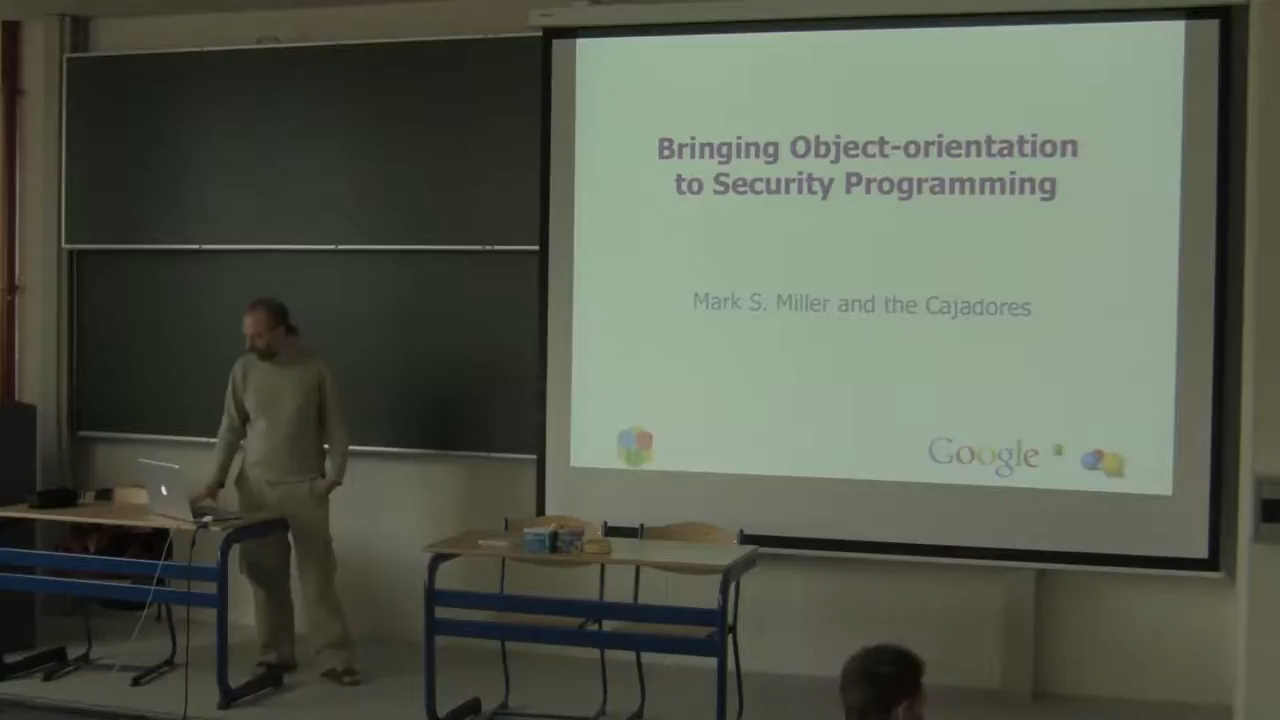 Bringing Object-orientation
to Security Programming
Mark S. Miller and the Cajadores
Google